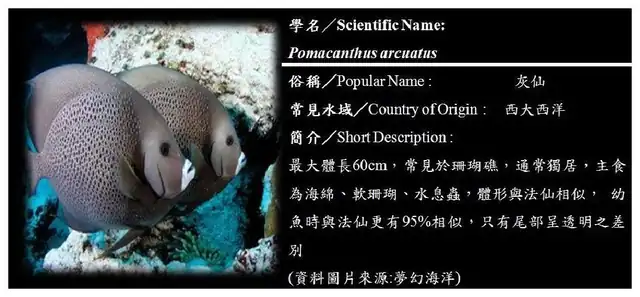 學名／Scientific Name:
Pomacanthus arcuatus
俗稱／Popular Name : 灰仙
常見水域／Country of Origin : 西大西洋
簡介／Short Description :
最大體長60cm，常見於珊瑚礁，通常獨居，主食
為海綿、軟珊瑚、水息蟲，體形與法仙相似， 幼
魚時與法仙更有95%相似，只有尾部呈透明之差
別
(資料圖片來源:夢幻海洋)